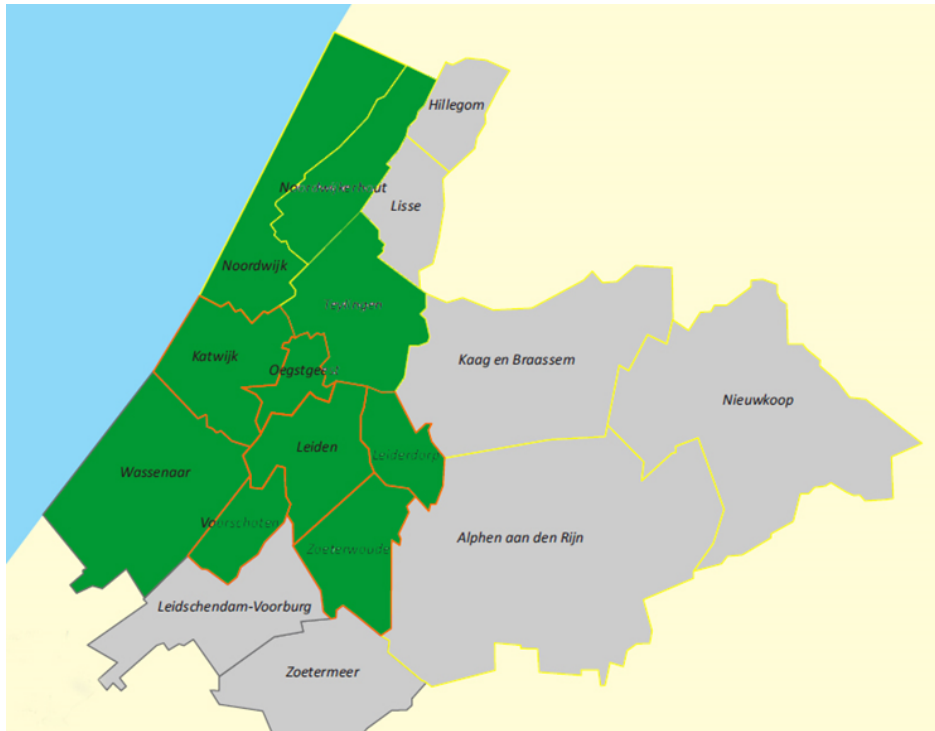 Hillegom
Noordwijkerhout
Lisse
Noordwijk
Teylingen
Katwijk
Oegstgeest
Kaag en Braassem
Nieuwkoop
Leiden
Leiderdorp
Wassenaar
Voorschoten
Zoeterwoude
Alphen aan den Rijn
Leidschendam-Voorburg
Zoetermeer